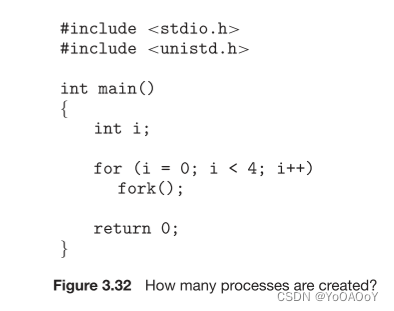 #include <stdio.h>
#include <unistd.h>
int main()
{
int i;
for (i = 0; i < 4; i++)
fork();
return 0;
}
Figure 3.32 How many processes are created?
CSDN @YoOAOoY